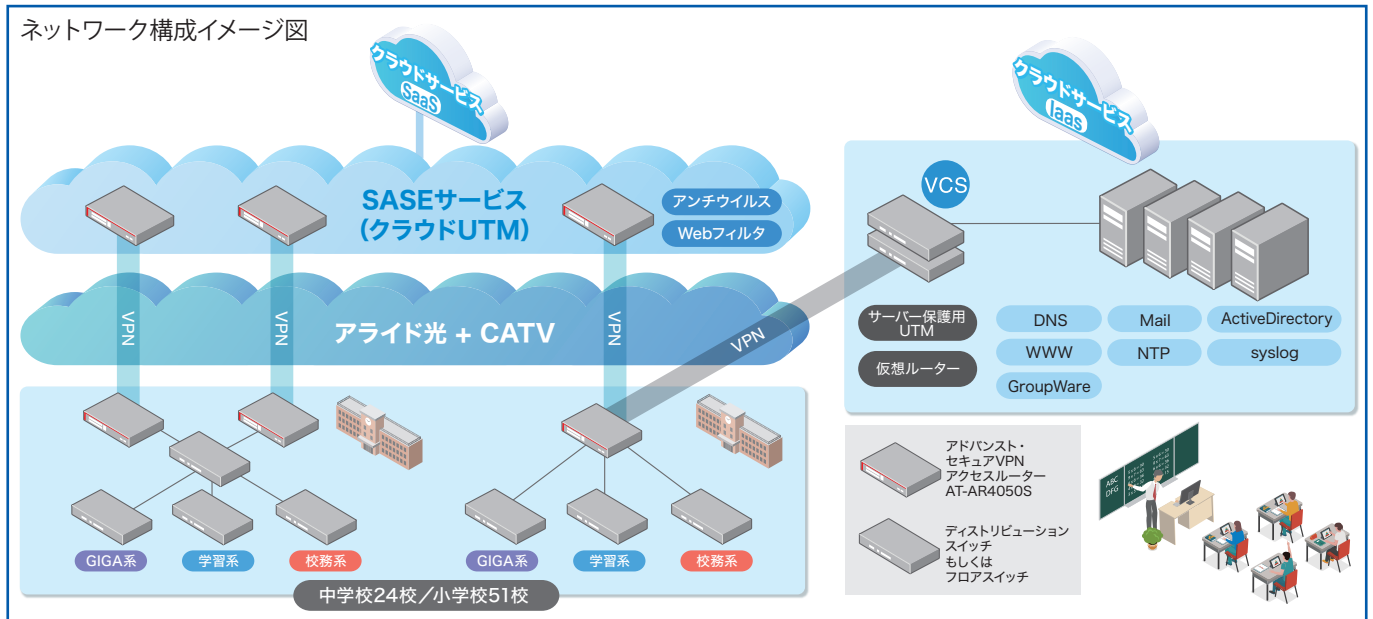 ネットワーク構成イメージ図
クラウドサービス
SaaS
クラウドサービス
Iaas
SASEサービス
（クラウドUTM）
アンチウイルス
Webフィルタ
VCS
VPN
VPN
VPN
VPN
アライド光 + CATV
サーバー保護用
UTM
仮想ルーター
DNS
Mail
ActiveDirectory
WWW
NTP
syslog
GroupWare
GIGA系
学習系
校務系
GIGA系
学習系
校務系
中学校24校／小学校51校
アドバンスト・
セキュアVPN
アクセスルーター
AT-AR4050S
ディストリビューション
スイッチ
もしくは
フロアスイッチ
ABC
DFG